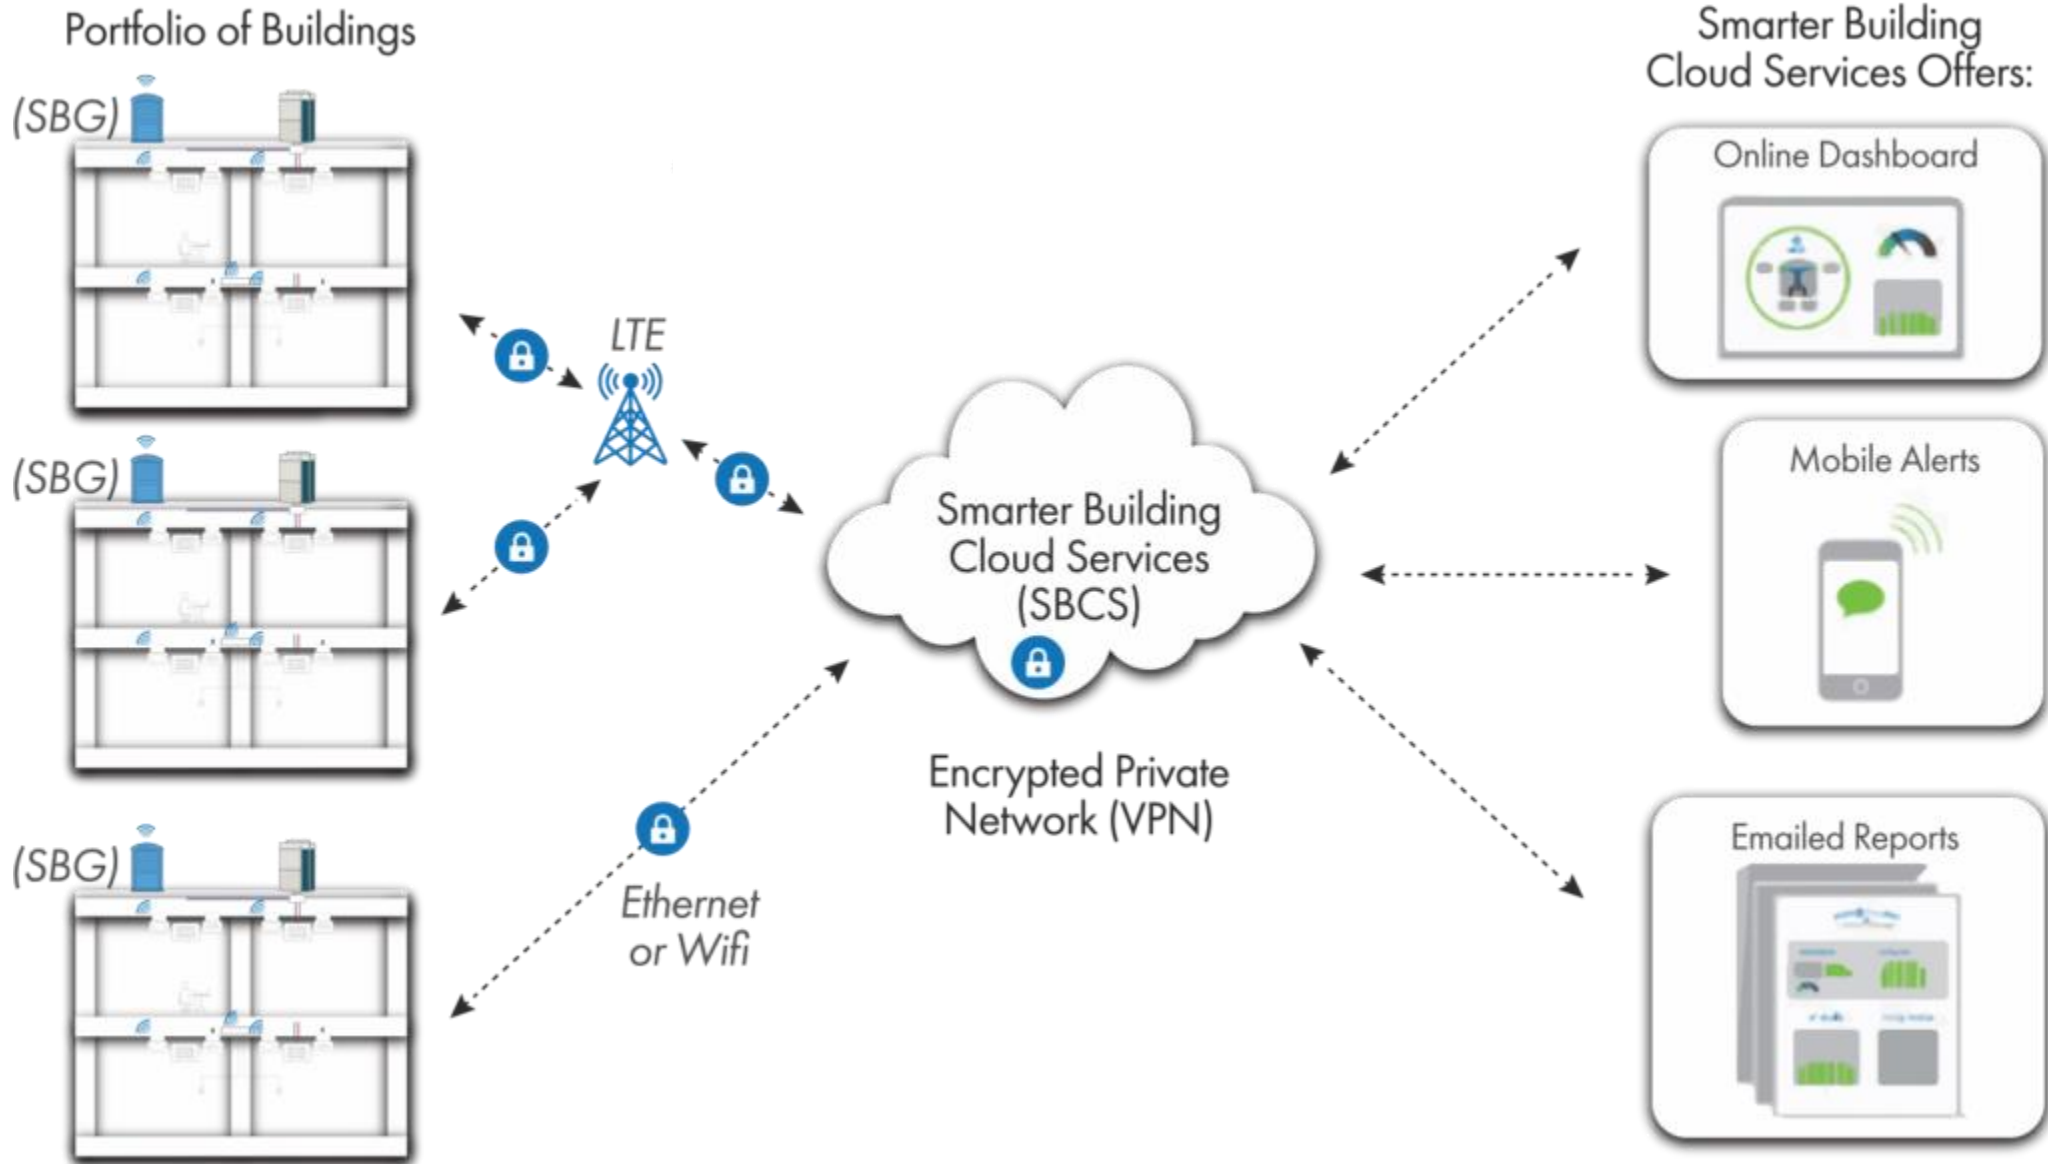 Portfolio of Buildings
(SBG)
(SBG)
(SBG)
LTE
Ethernet
or Wifi
Smarter Building
Cloud Services
(SBCS)
Encrypted Private
Network (VPN)
Smarter Building
Cloud Services Offers:
Online Dashboard
Mobile Alerts
Emailed Reports